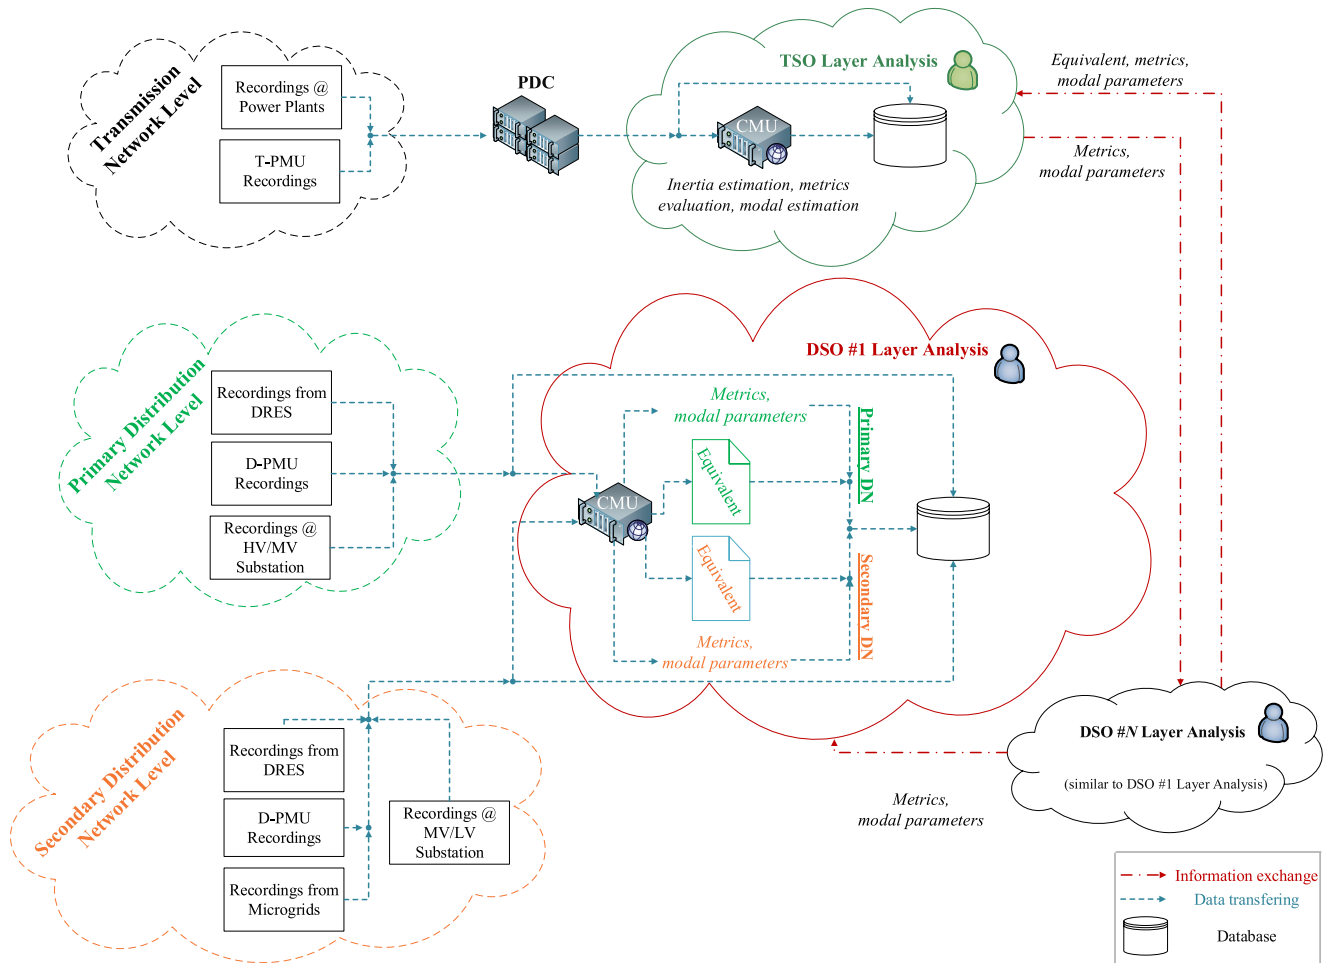 Transmission
Network Level
Recordings @
Power Plants
T-PMU
Recordings
PDC
TSO Layer Analysis
CMU
Inertia estimation, metrics
evaluation, modal estimation
Equivalent, metrics,
modal parameters
Metrics,
modal parameters
Primary Distribution
Network Level
Recordings from
DRES
D-PMU
Recordings
Recordings @
HV/MV
Substation
DSO #1 Layer Analysis
Metrics,
modal parameters
Equivalent
Primary DN
CMU
Equivalent
Secondary DN
Metrics,
modal parameters
Secondary Distribution
Network Level
Recordings from
DRES
D-PMU
Recordings
Recordings @
MV/LV
Substation
Recordings from
Microgrids
DSO #N Layer Analysis
(similar to DSO #1 Layer Analysis)
Metrics,
modal parameters
Information exchange
Data transfering
Database